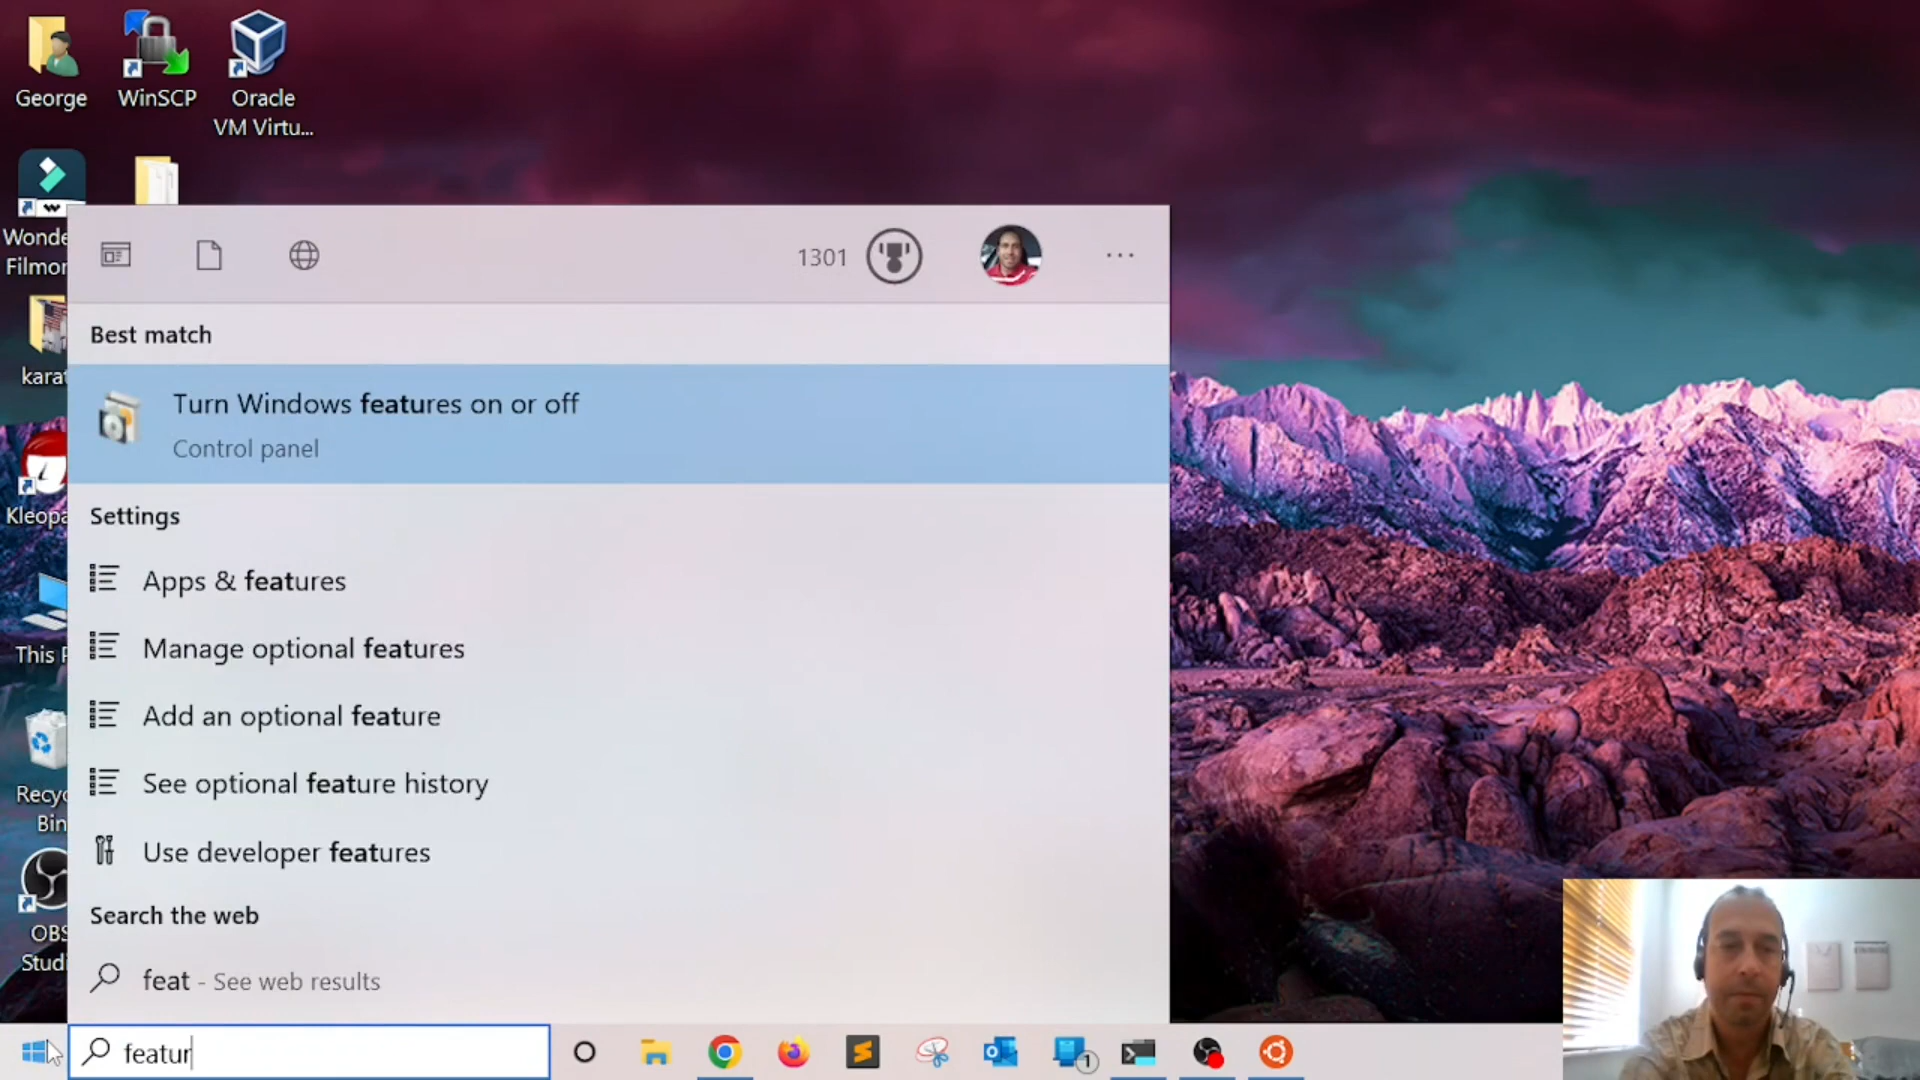 George
WinSCP
Oracle
VM Virtu...
Wonde
Filmor
karat
Kleopa
This P
Recyc
Bin
OBS
Studi
1301
...
Best match
Turn Windows features on or off
Control panel
Settings
Apps & features
Manage optional features
Add an optional feature
See optional feature history
Use developer features
Search the web
feat - See web results
featur
1